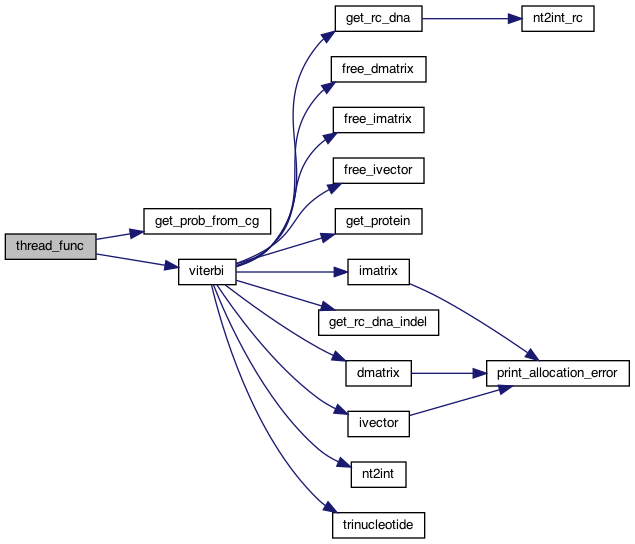 get_rc_dna
nt2int_rc
free_dmatrix
free_imatrix
free_ivector
get_prob_from_cg
get_protein
thread_func
viterbi
imatrix
get_rc_dna_indel
dmatrix
print_allocation_error
ivector
nt2int
trinucleotide